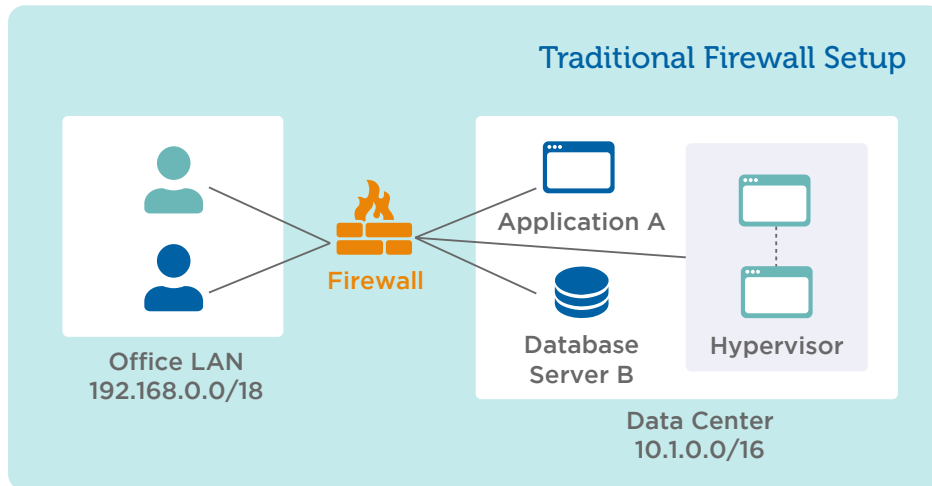 Traditional Firewall Setup
Application A
Firewall
Database
Server B
Hypervisor
Office LAN
192.168.0.0/18
Data Center
10.1.0.0/16